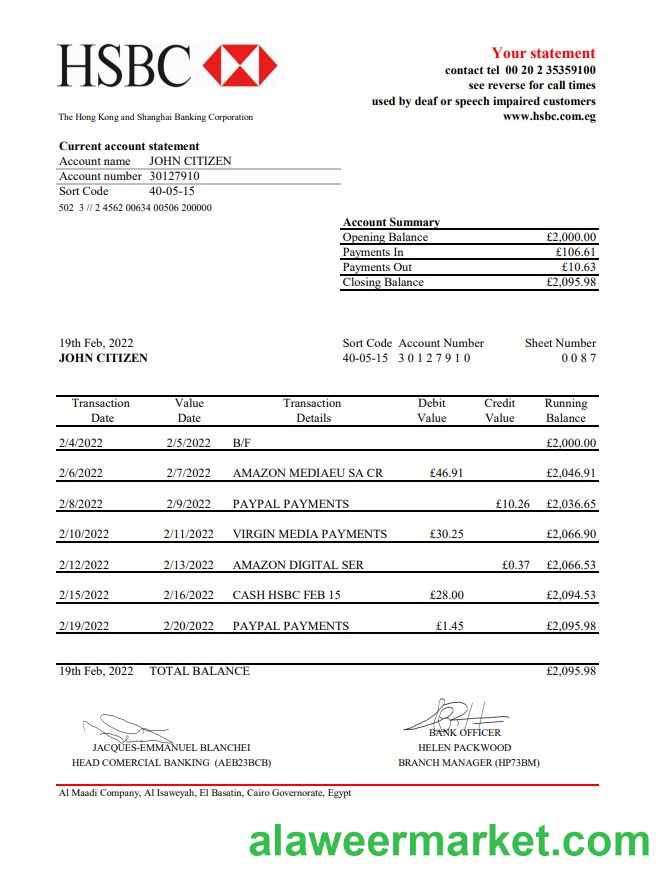 HSBC
Your statement
contact tel 00 20 2 35359100
see reverse for call times
used by deaf or speech impaired customers
www.hsbc.com.eg
The Hong Kong and Shanghai Banking Corporation
Current account statement
Account name JOHN CITIZEN
Account number 30127910
Sort Code 40-05-15
502 3 // 2 4562 00634 00506 200000
Account Summary
Opening Balance £2,000.00
Payments In £106.61
Payments Out £10.63
Closing Balance £2,095.98
19th Feb, 2022 Sort Code Account Number Sheet Number
JOHN CITIZEN 40-05-15 3 0 1 2 7 9 1 0 0 0 8 7
Transaction Value Transaction Debit Credit Running
Date Date Details Value Value Balance
2/4/2022 2/5/2022 B/F £2,000.00
2/6/2022 2/7/2022 AMAZON MEDIAEU SA CR £46.91 £2,046.91
2/8/2022 2/9/2022 PAYPAL PAYMENTS £10.26 £2,036.65
2/10/2022 2/11/2022 VIRGIN MEDIA PAYMENTS £30.25 £2,066.90
2/12/2022 2/13/2022 AMAZON DIGITAL SER £0.37 £2,066.53
2/15/2022 2/16/2022 CASH HSBC FEB 15 £28.00 £2,094.53
2/19/2022 2/20/2022 PAYPAL PAYMENTS £1.45 £2,095.98
19th Feb, 2022 TOTAL BALANCE £2,095.98
BANK OFFICER
JACQUES-EMMANUEL BLANCHEI HELEN PACKWOOD
HEAD COMERCIAL BANKING (AEB23BCB) BRANCH MANAGER (HP73BM)
Al Maadi Company, Al Isaweyah, El Basatin, Cairo Governorate, Egypt
alaweermarket.com